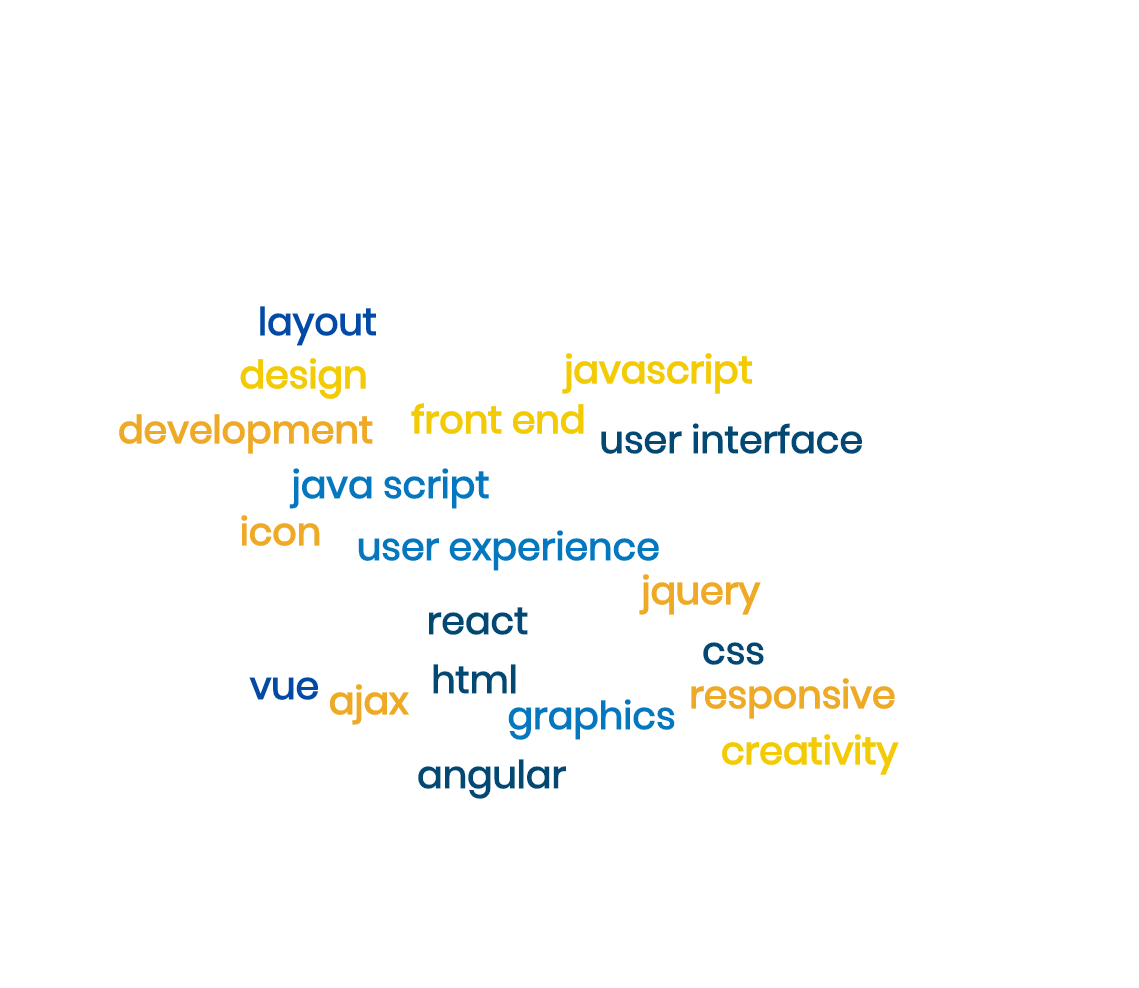 layout
design
javascript
development
front end
user interface
java script
icon
user experience
jquery
react
css
vue
ajax
html
responsive
graphics
creativity
angular